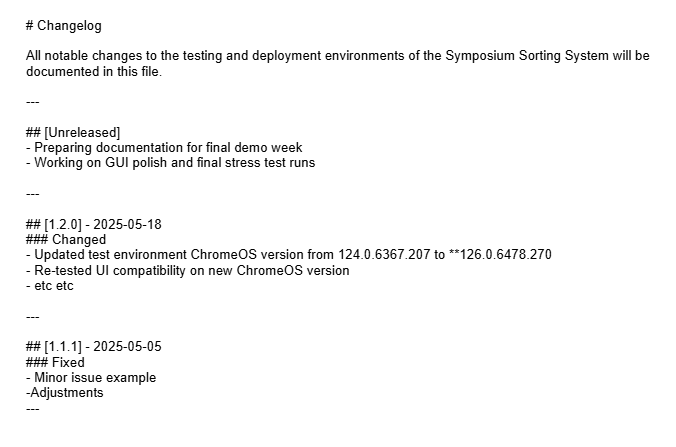 # Changelog
All notable changes to the testing and deployment environments of the Symposium Sorting System will be
documented in this file.
---
## [Unreleased]
- Preparing documentation for final demo week
- Working on GUI polish and final stress test runs
---
## [1.2.0] - 2025-05-18
### Changed
- Updated test environment ChromeOS version from 124.0.6367.207 to **126.0.6478.270
- Re-tested UI compatibility on new ChromeOS version
- etc etc
---
## [1.1.1] - 2025-05-05
### Fixed
- Minor issue example
-Adjustments
---